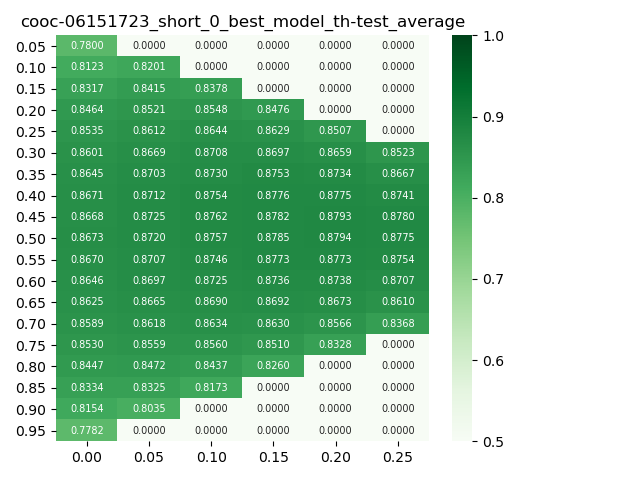 cooc-06151723_short_0_best_model_th-test_average
0.05 0.7800 0.0000 0.0000 0.0000 0.0000 0.0000
0.10 0.8123 0.8201 0.0000 0.0000 0.0000 0.0000
0.15 0.8317 0.8415 0.8378 0.0000 0.0000 0.0000
0.20 0.8464 0.8521 0.8548 0.8476 0.0000 0.0000
0.25 0.8535 0.8612 0.8644 0.8629 0.8507 0.0000
0.30 0.8601 0.8669 0.8708 0.8697 0.8659 0.8523
0.35 0.8645 0.8703 0.8730 0.8753 0.8734 0.8667
0.40 0.8671 0.8712 0.8754 0.8776 0.8775 0.8741
0.45 0.8668 0.8725 0.8762 0.8782 0.8793 0.8780
0.50 0.8673 0.8720 0.8757 0.8785 0.8794 0.8775
0.55 0.8670 0.8707 0.8746 0.8773 0.8773 0.8754
0.60 0.8646 0.8697 0.8725 0.8736 0.8738 0.8707
0.65 0.8625 0.8665 0.8690 0.8692 0.8673 0.8610
0.70 0.8589 0.8618 0.8634 0.8630 0.8566 0.8368
0.75 0.8530 0.8559 0.8560 0.8510 0.8328 0.0000
0.80 0.8447 0.8472 0.8437 0.8260 0.0000 0.0000
0.85 0.8334 0.8325 0.8173 0.0000 0.0000 0.0000
0.90 0.8154 0.8035 0.0000 0.0000 0.0000 0.0000
0.95 0.7782 0.0000 0.0000 0.0000 0.0000 0.0000
0.00 0.05 0.10 0.15 0.20 0.25
1.0
0.9
0.8
0.7
0.6
0.5